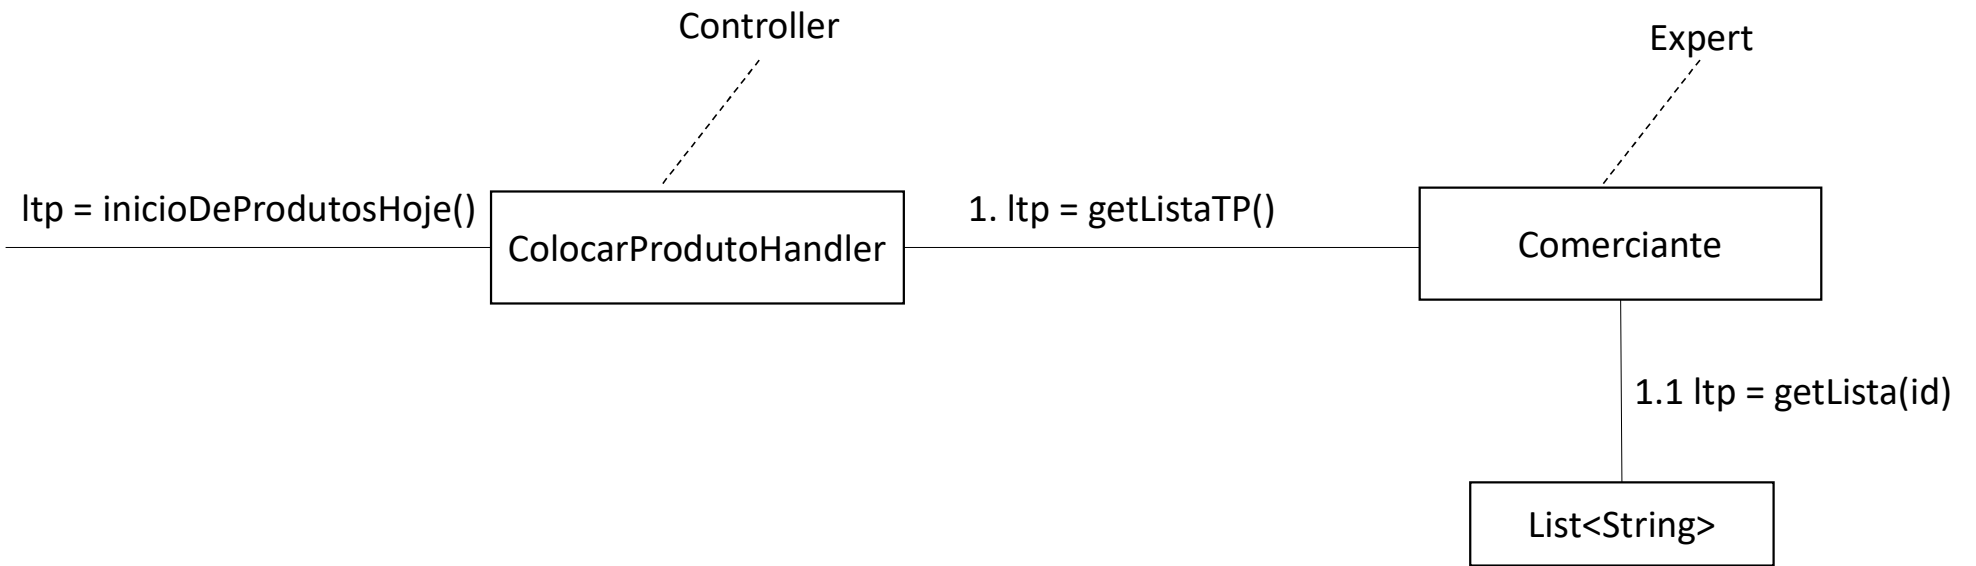 Controller
Expert
ltp = inicioDeProdutosHoje()
ColocarProdutoHandler
1. ltp = getListaTP()
Comerciante
1.1 ltp = getLista(id)
List<String>